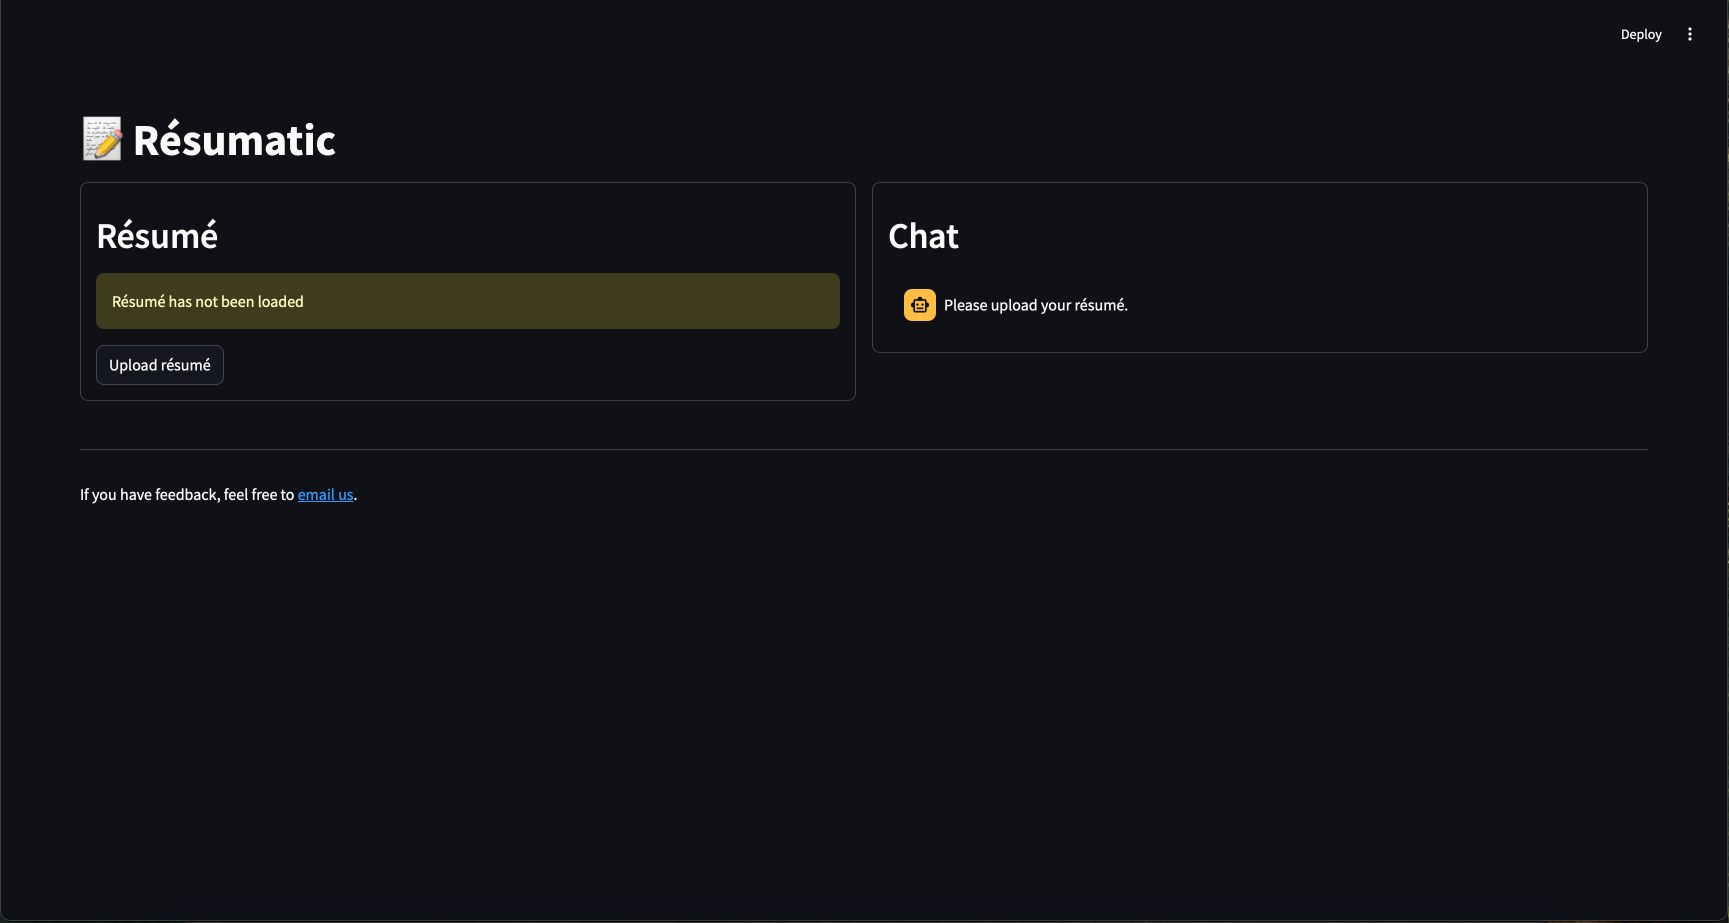 Deploy
Résumatic
Résumé
Résumé has not been loaded
Upload résumé
Chat
Please upload your résumé.
If you have feedback, feel free to email us.